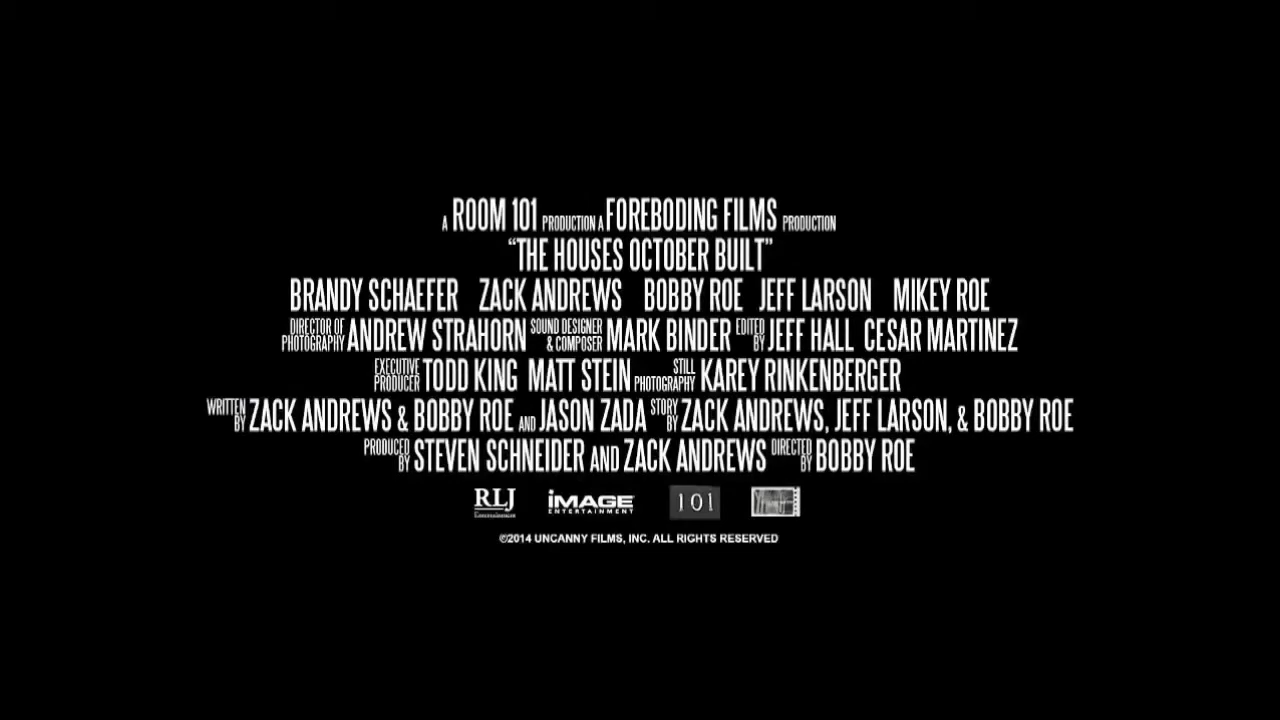 A ROOM 101 PRODUCTION A FOREBODING FILMS PRODUCTION
“THE HOUSES OCTOBER BUILT”
BRANDY SCHAEFER ZACK ANDREWS BOBBY ROE JEFF LARSON MIKEY ROE
DIRECTOR OF PHOTOGRAPHY ANDREW STRAHORN SOUND DESIGNER & COMPOSER MARK BINDER EDITED BY JEFF HALL CESAR MARTINEZ
EXECUTIVE PRODUCER TODD KING MATT STEIN STILL PHOTOGRAPHY KAREY RINKENBERGER
WRITTEN BY ZACK ANDREWS & BOBBY ROE AND JASON ZADA STORY BY ZACK ANDREWS, JEFF LARSON, & BOBBY ROE
PRODUCED BY STEVEN SCHNEIDER AND ZACK ANDREWS DIRECTED BY BOBBY ROE
RLJ Entertainment iMAGE ENTERTAINMENT 101
©2014 UNCANNY FILMS, INC. ALL RIGHTS RESERVED